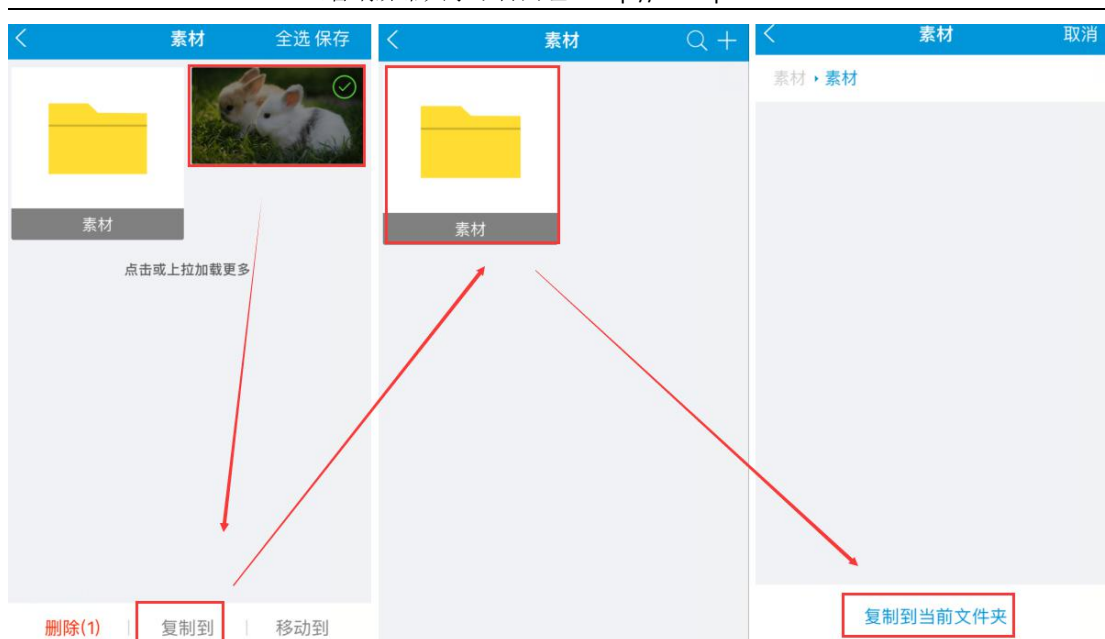 素材 全选 保存
素材
点击或上拉加载更多
删除(1) 复制到 移动到
素材
素材
素材 取消
素材 素材
复制到当前文件夹